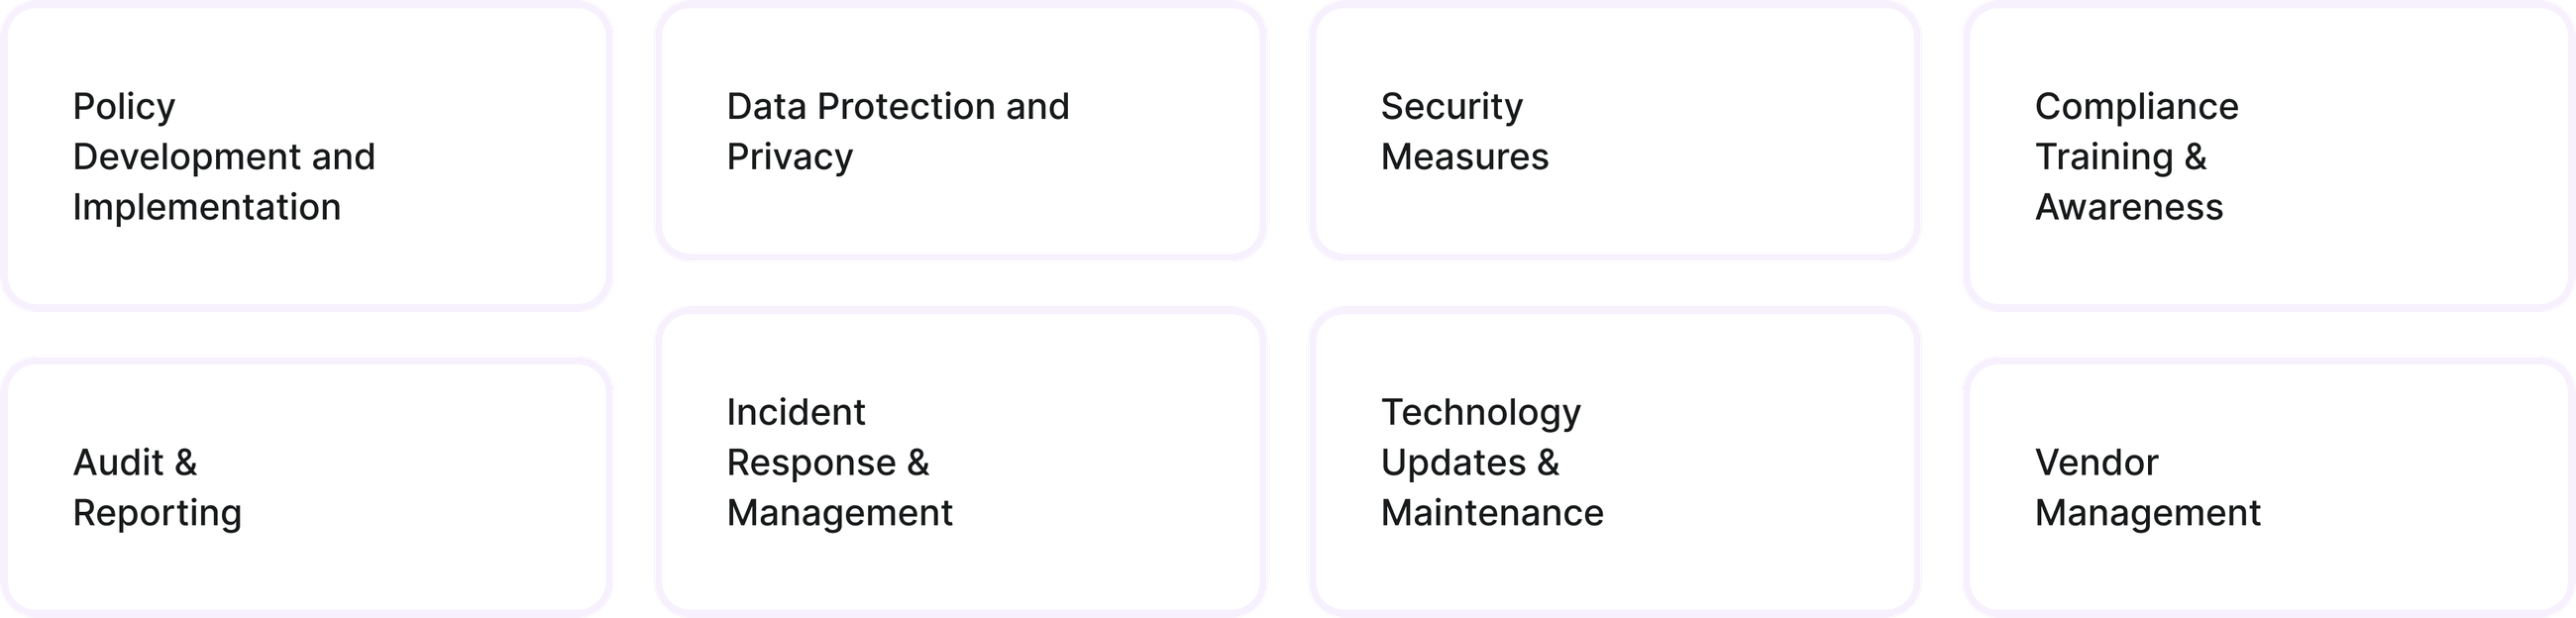 Policy
Development and
Implementation
Data Protection and
Privacy
Security
Measures
Compliance
Training &
Awareness
Audit &
Reporting
Incident
Response &
Management
Technology
Updates &
Maintenance
Vendor
Management